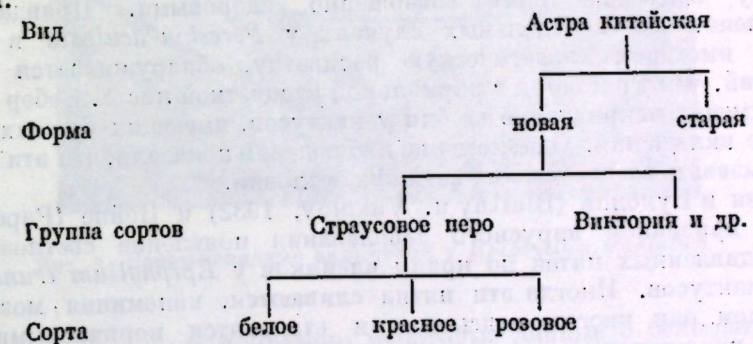 Вид Астра китайская
Форма новая старая
Группа сортов Страусовое перо Виктория и др.
Сорта белое красное розовое